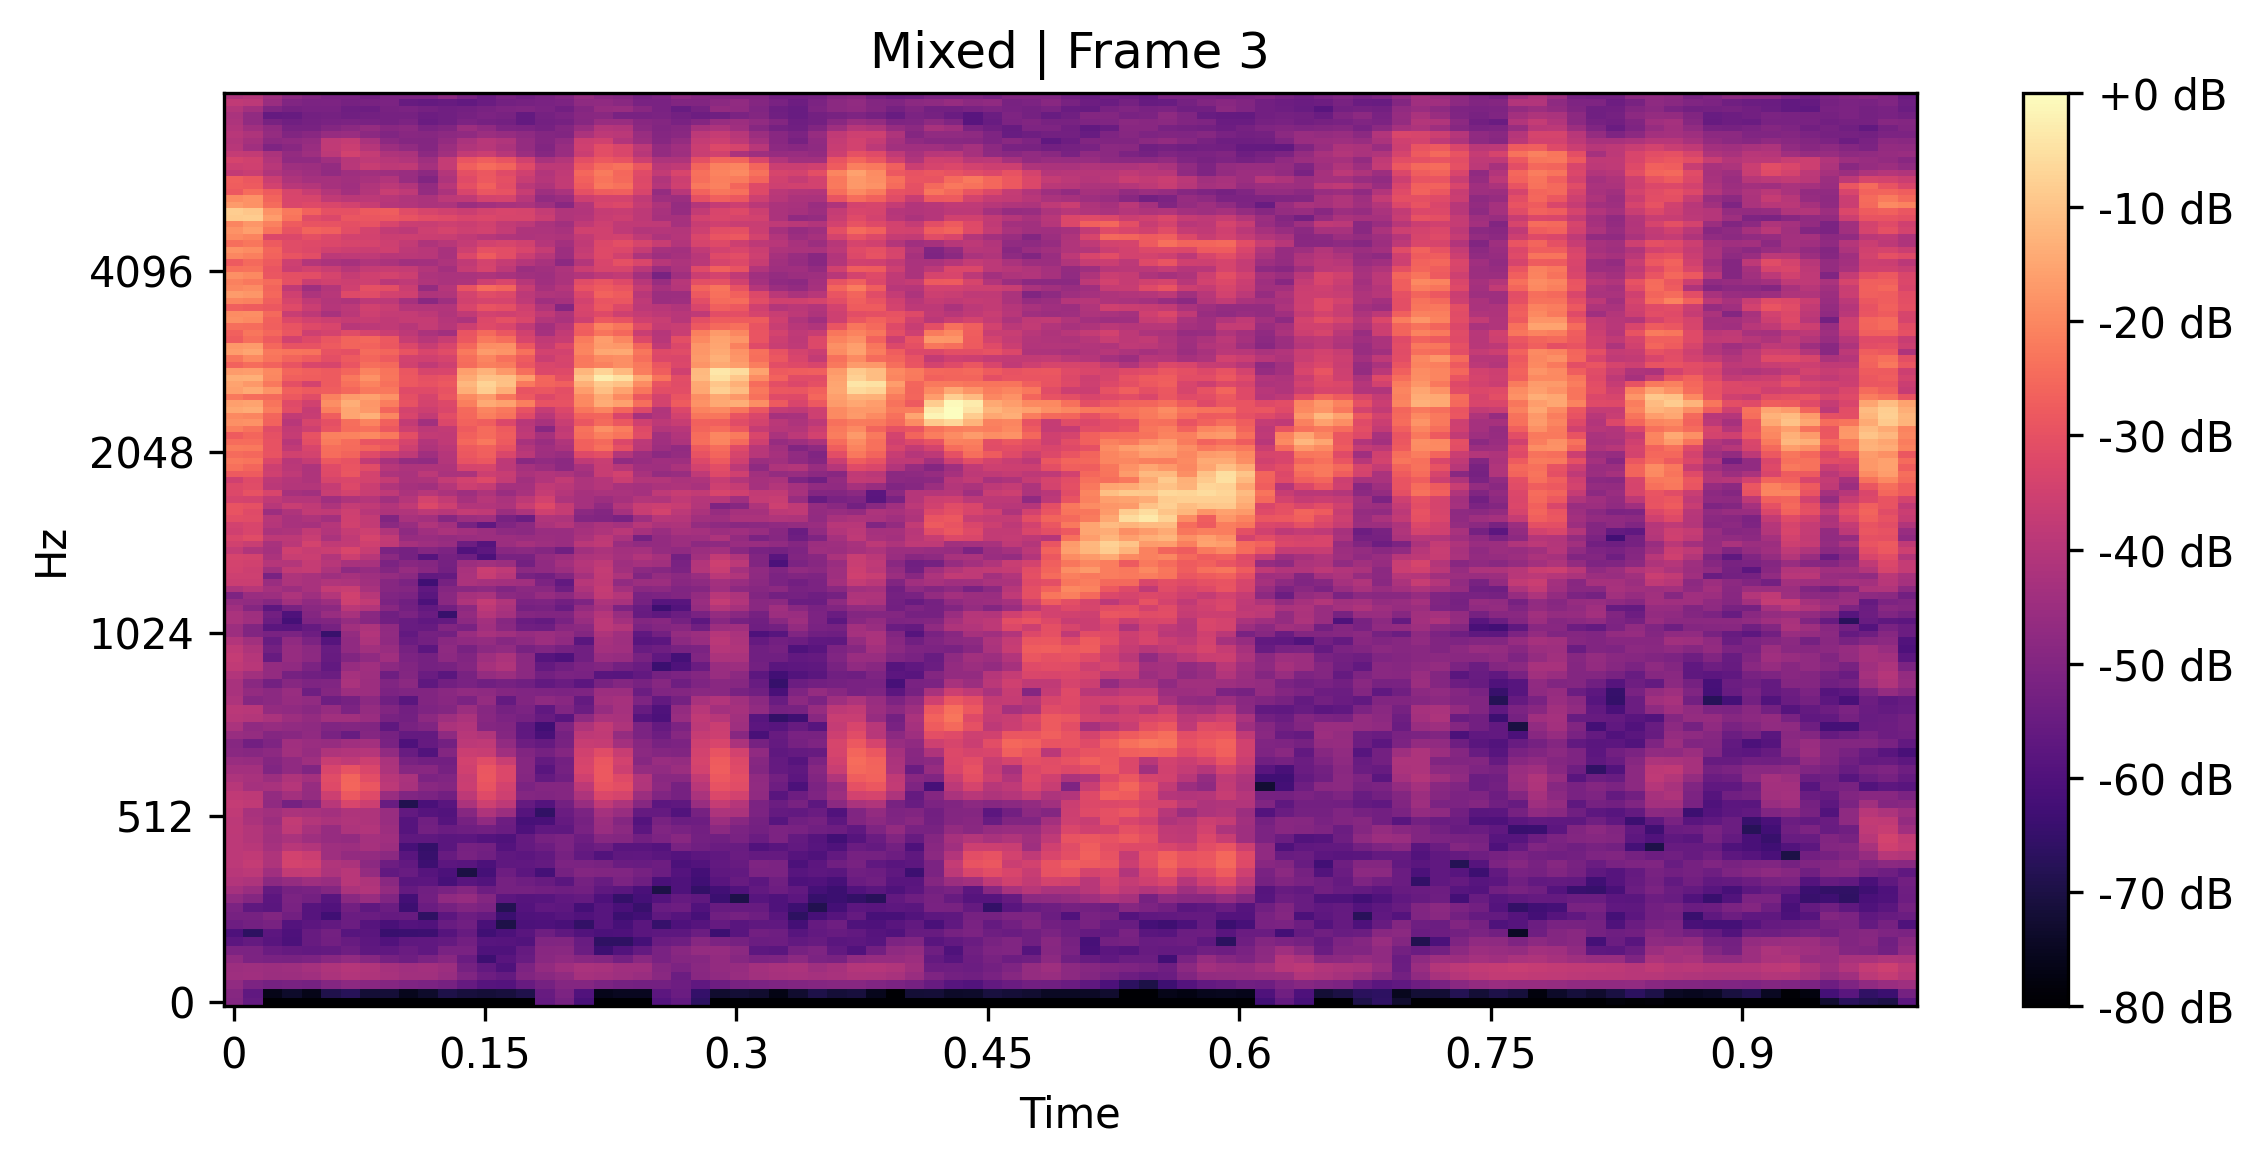 Mixed | Frame 3
+0 dB
-10 dB
-20 dB
-30 dB
-40 dB
-50 dB
-60 dB
-70 dB
-80 dB
Hz
4096
2048
1024
512
0
0 0.15 0.3 0.45 0.6 0.75 0.9
Time